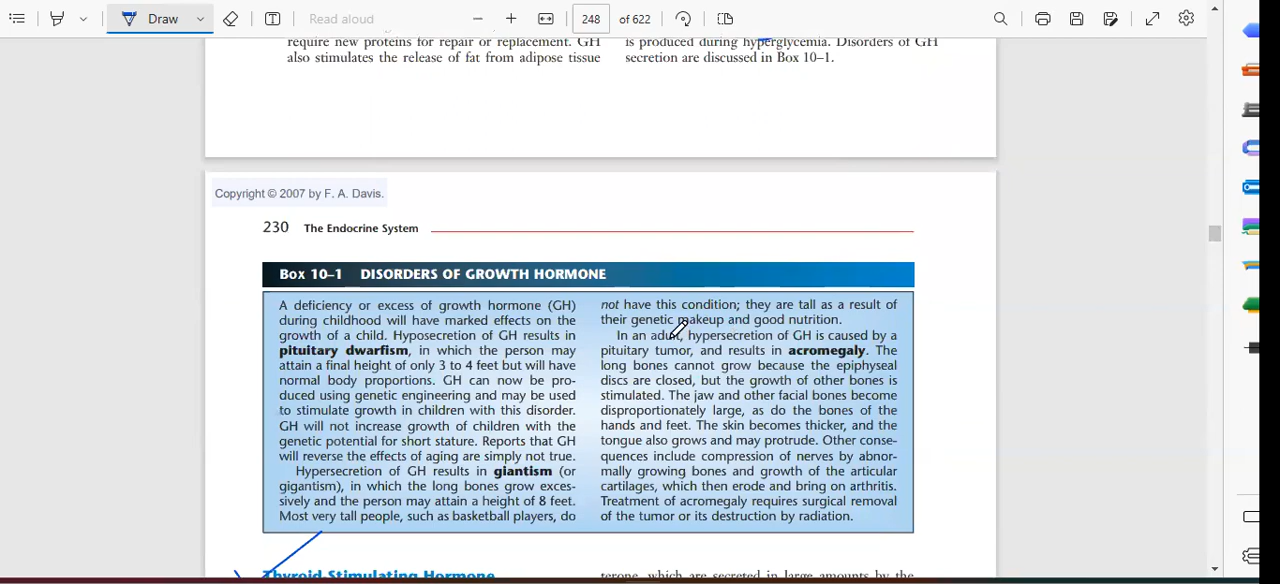 Draw
Read aloud
248 of 622
require new proteins for repair or replacement. GH
also stimulates the release of fat from adipose tissue
is produced during hyperglycemia. Disorders of GH
secretion are discussed in Box 10–1.
Copyright © 2007 by F. A. Davis.
230 The Endocrine System
Box 10–1 DISORDERS OF GROWTH HORMONE
A deficiency or excess of growth hormone (GH)
during childhood will have marked effects on the
growth of a child. Hyposecretion of GH results in
pituitary dwarfism, in which the person may
attain a final height of only 3 to 4 feet but will have
normal body proportions. GH can now be pro-
duced using genetic engineering and may be used
to stimulate growth in children with this disorder.
GH will not increase growth of children with the
genetic potential for short stature. Reports that GH
will reverse the effects of aging are simply not true.
Hypersecretion of GH results in giantism (or
gigantism), in which the long bones grow exces-
sively and the person may attain a height of 8 feet.
Most very tall people, such as basketball players, do
not have this condition; they are tall as a result of
their genetic makeup and good nutrition.
In an adult, hypersecretion of GH is caused by a
pituitary tumor, and results in acromegaly. The
long bones cannot grow because the epiphyseal
discs are closed, but the growth of other bones is
stimulated. The jaw and other facial bones become
disproportionately large, as do the bones of the
hands and feet. The skin becomes thicker, and the
tongue also grows and may protrude. Other conse-
quences include compression of nerves by abnor-
mally growing bones and growth of the articular
cartilages, which then erode and bring on arthritis.
Treatment of acromegaly requires surgical removal
of the tumor or its destruction by radiation.
Thyroid Stimulating Hormone
terone, which are secreted in large amounts by the